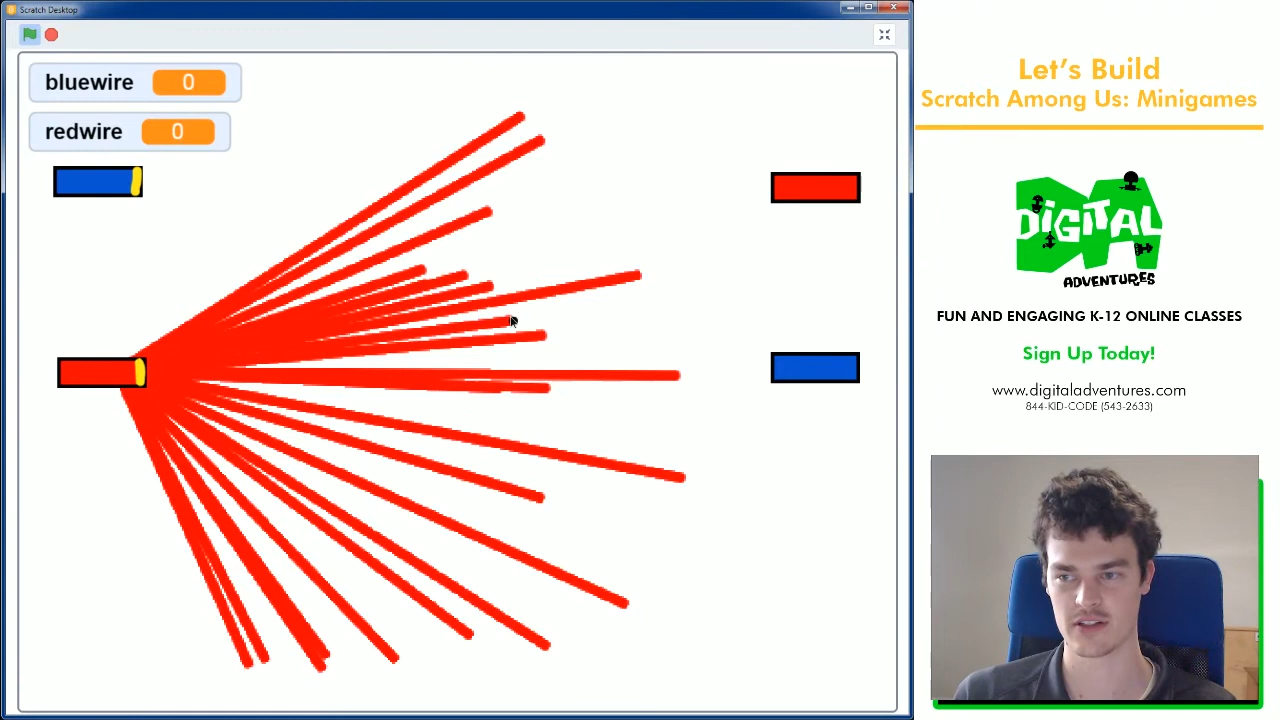 Scratch Desktop
bluewire 0
redwire 0
Let's Build
Scratch Among Us: Minigames
DIGITAL
ADVENTURES
FUN AND ENGAGING K-12 ONLINE CLASSES
Sign Up Today!
www.digitaladventures.com
844-KID-CODE (543-2633)